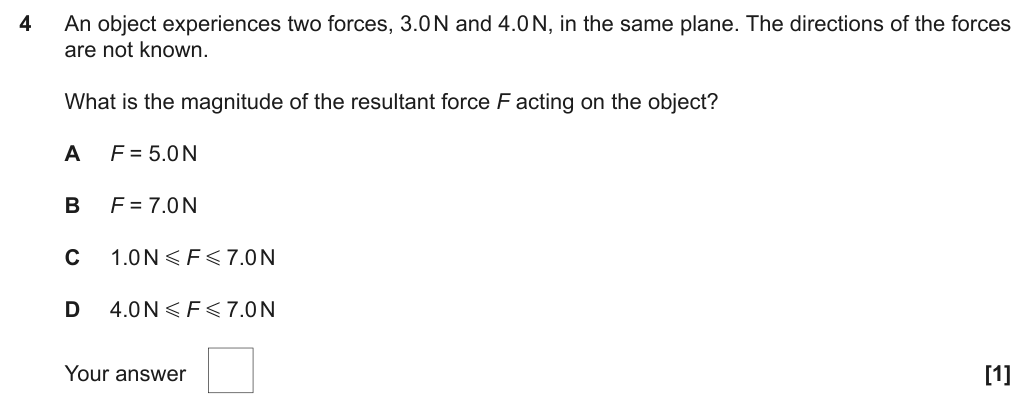 4 An object experiences two forces, 3.0 N and 4.0 N, in the same plane. The directions of the forces
are not known.
What is the magnitude of the resultant force F acting on the object?
A F = 5.0 N
B F = 7.0 N
C 1.0 N ⩽ F ⩽ 7.0 N
D 4.0 N ⩽ F ⩽ 7.0 N
Your answer [1]